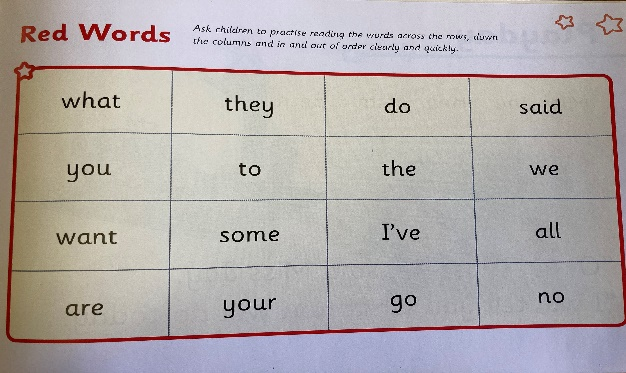 Red Words
Ask children to practise reading the words across the rows, down
the columns and in and out of order clearly and quickly.
what they do said
you to the we
want some I've all
are your go no